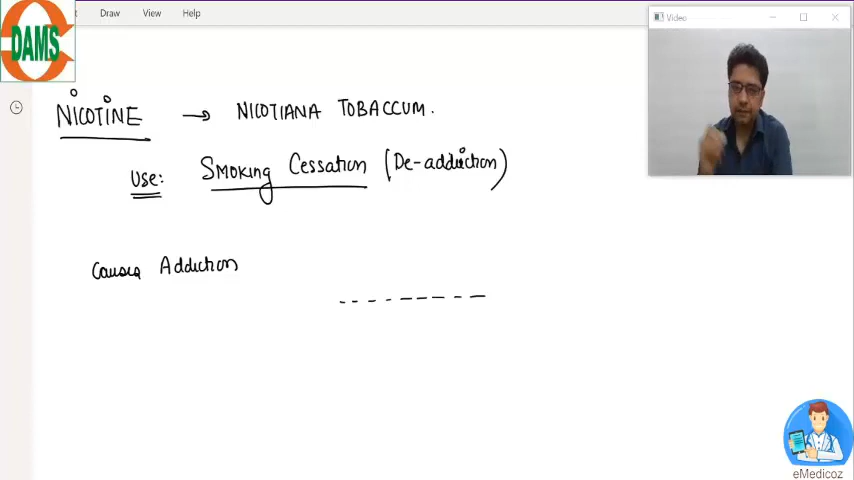 Draw View Help
Video
DAMS
NICOTINE → NICOTIANA TOBACCUM.
Use: SMOKING Cessation (De-addiction)
Causes Addiction
eMedicoz